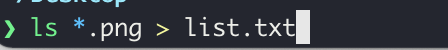 ❯ ls *.png > list.txt